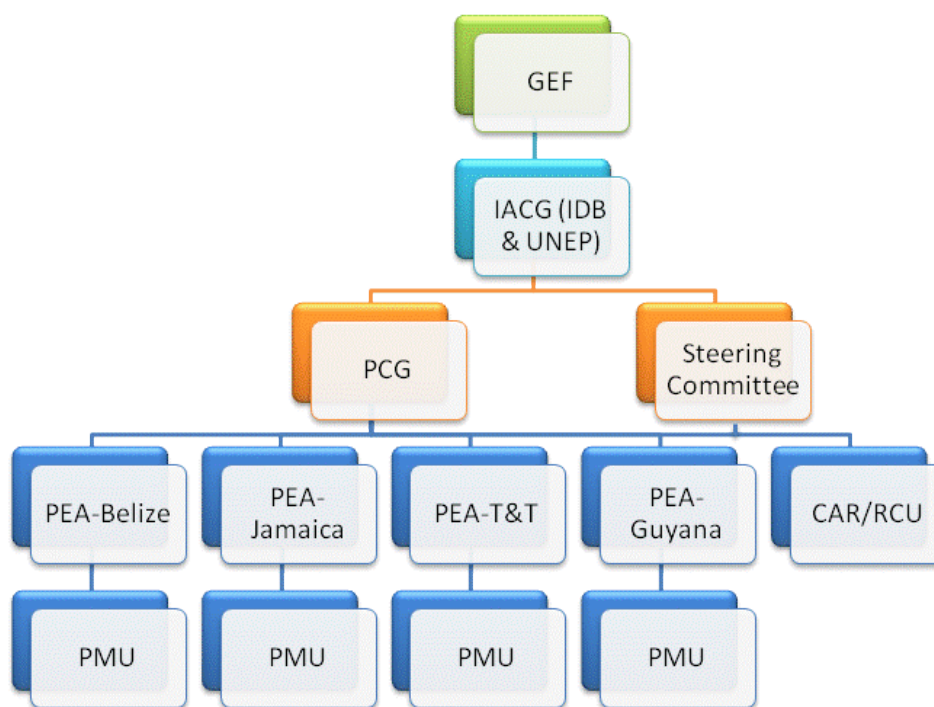 GEF
IACG (IDB
& UNEP)
PCG
Steering
Committee
PEA-Belize
PEA-
Jamaica
PEA-T&T
PEA-
Guyana
CAR/RCU
PMU
PMU
PMU
PMU